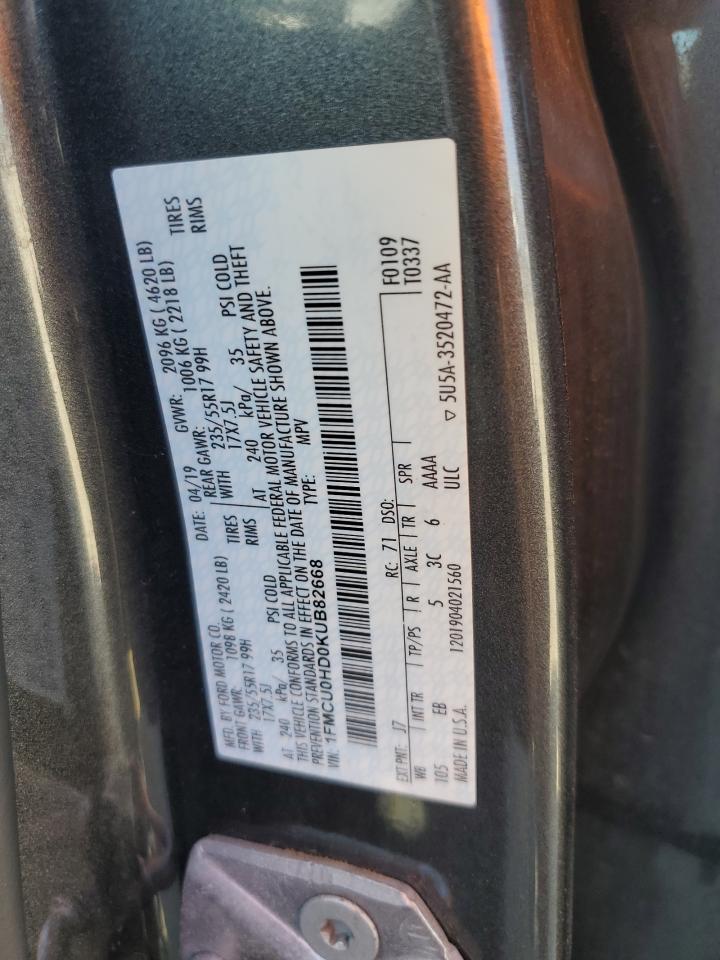 MFD. BY FORD MOTOR CO.
DATE: 04/19 GVWR: 2096 KG ( 4620 LB)
FRONT GAWR: 1098 KG ( 2420 LB) REAR GAWR: 1006 KG ( 2218 LB)
WITH 235/55R17 99H TIRES WITH 235/55R17 99H TIRES
17X7.5J RIMS 17X7.5J RIMS
AT 240 kPa/ 35 PSI COLD AT 240 kPa/ 35 PSI COLD
THIS VEHICLE CONFORMS TO ALL APPLICABLE FEDERAL MOTOR VEHICLE SAFETY AND THEFT
PREVENTION STANDARDS IN EFFECT ON THE DATE OF MANUFACTURE SHOWN ABOVE.
VIN: 1FMCU0HD0KUB82668 TYPE: MPV
F0109
T0337
EXT PNT: J7 RC: 71 DSO:
WB INT TR TP/PS R AXLE TR SPR
105 EB 5 3C 6 AAAA ▽ 5U5A-3520472-AA
MADE IN U.S.A. 1201904021560 ULC